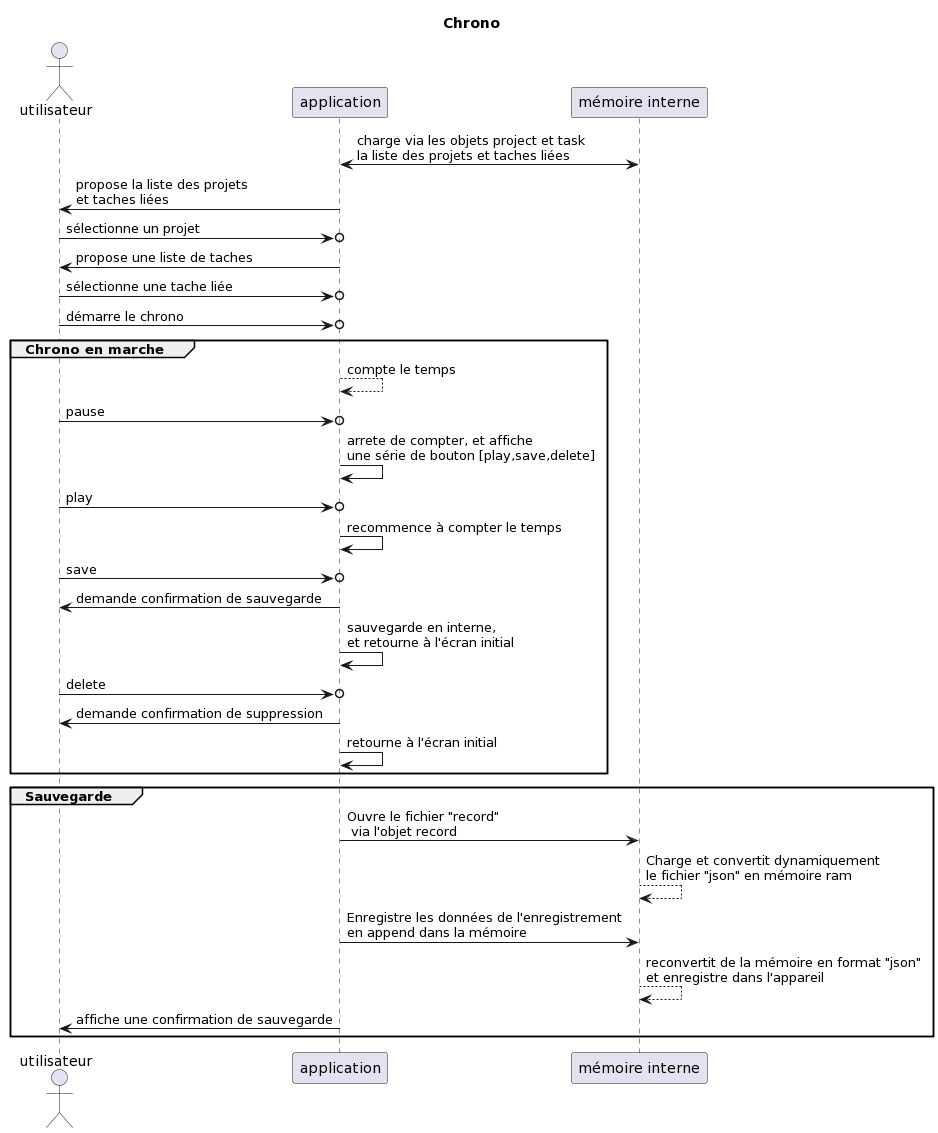 Chrono
utilisateur
application
mémoire interne
charge via les objets project et task
la liste des projets et taches liées
propose la liste des projets
et taches liées
sélectionne un projet
propose une liste de taches
sélectionne une tache liée
démarre le chrono
Chrono en marche
compte le temps
pause
arrete de compter, et affiche
une série de bouton [play,save,delete]
play
recommence à compter le temps
save
demande confirmation de sauvegarde
sauvegarde en interne,
et retourne à l'écran initial
delete
demande confirmation de suppression
retourne à l'écran initial
Sauvegarde
Ouvre le fichier "record"
via l'objet record
Charge et convertit dynamiquement
le fichier "json" en mémoire ram
Enregistre les données de l'enregistrement
en append dans la mémoire
reconvertit de la mémoire en format "json"
et enregistre dans l'appareil
affiche une confirmation de sauvegarde
utilisateur
application
mémoire interne